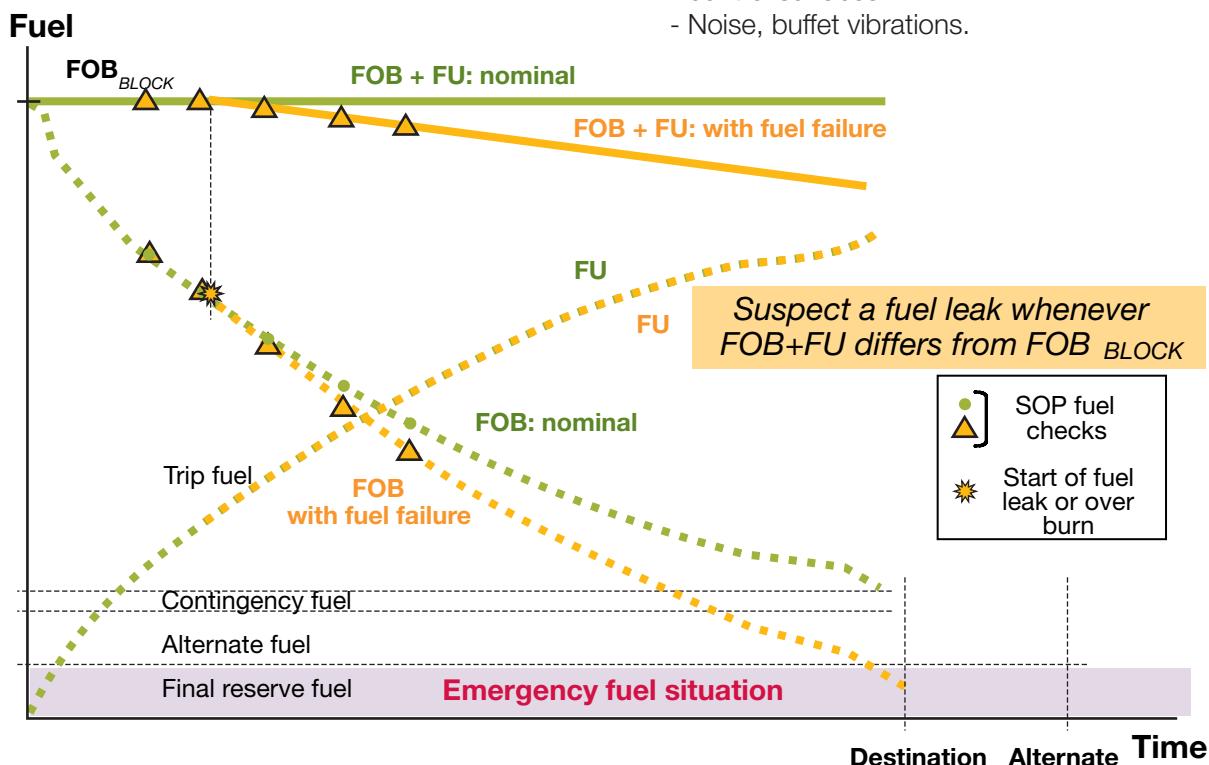 - Noise, buffet vibrations.
Fuel
FOB BLOCK
FOB + FU: nominal
FOB + FU: with fuel failure
FU
FU
Suspect a fuel leak whenever
FOB+FU differs from FOB BLOCK
SOP fuel
checks
Start of fuel
leak or over
burn
FOB: nominal
Trip fuel
FOB
with fuel failure
Contingency fuel
Alternate fuel
Final reserve fuel
Emergency fuel situation
Destination
Alternate
Time